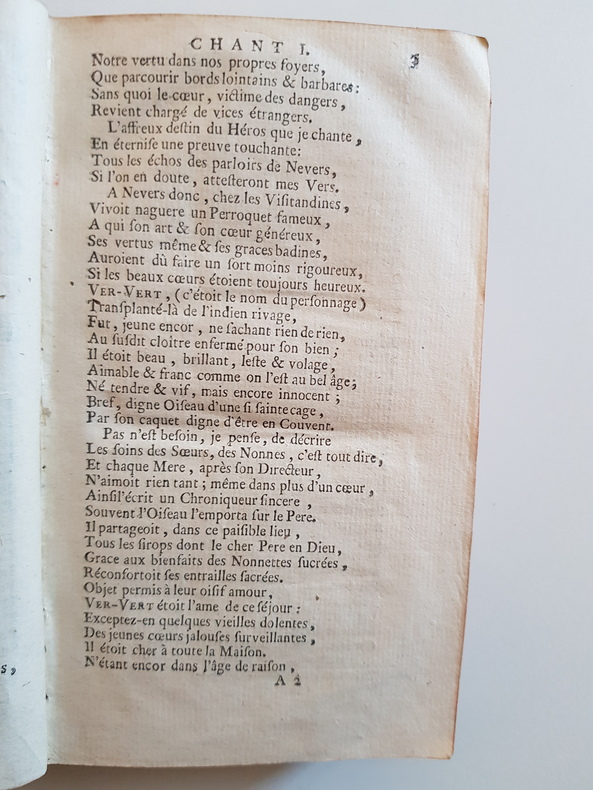 CHANT I.
3
Notre vertu dans nos propres foyers,
Que parcourir bords lointains & barbares:
Sans quoi le cœur, victime des dangers,
Revient chargé de vices étrangers.
L'affreux deſtin du Héros que je chante,
En éterniſe une preuve touchante:
Tous les échos des parloirs de Nevers,
Si l'on en doute, atteſteront mes Vers.
A Nevers donc, chez les Viſitandines,
Vivoit naguere un Perroquet fameux,
A qui ſon art & ſon cœur généreux,
Ses vertus même & ſes graces badines,
Auroient dû faire un ſort moins rigoureux,
Si les beaux cœurs étoient toujours heureux.
VER-VERT, (c'étoit le nom du perſonnage)
Tranſplanté-là de l'indien rivage,
Fut, jeune encor, ne ſachant rien de rien,
Au ſuſdit cloître enfermé pour ſon bien;
Il étoit beau, brillant, leſte & volage,
Aimable & franc comme on l'eſt au bel âge;
Né tendre & vif, mais encore innocent;
Bref, digne Oiſeau d'une ſi ſainte cage,
Par ſon caquet digne d'être en Couvent.
Pas n'eſt beſoin, je penſe, de décrire
Les ſoins des Sœurs, des Nonnes, c'eſt tout dire,
Et chaque Mere, après ſon Directeur,
N'aimoit rien tant; même dans plus d'un cœur,
Ainſi l'écrit un Chroniqueur ſincere,
Souvent l'Oiſeau l'emporta ſur le Pere.
Il partageoit, dans ce paiſible lieu,
Tous les ſirops dont le cher Pere en Dieu,
Grace aux bienfaits des Nonnettes ſucrées,
Réconfortoit ſes entrailles ſacrées.
Objet permis à leur oiſif amour,
VER-VERT étoit l'ame de ce ſéjour:
Exceptez-en quelques vieilles dolentes,
Des jeunes cœurs jalouſes ſurveillantes,
Il étoit cher à toute la Maiſon.
N'étant encor dans l'âge de raiſon,
A 2
s,